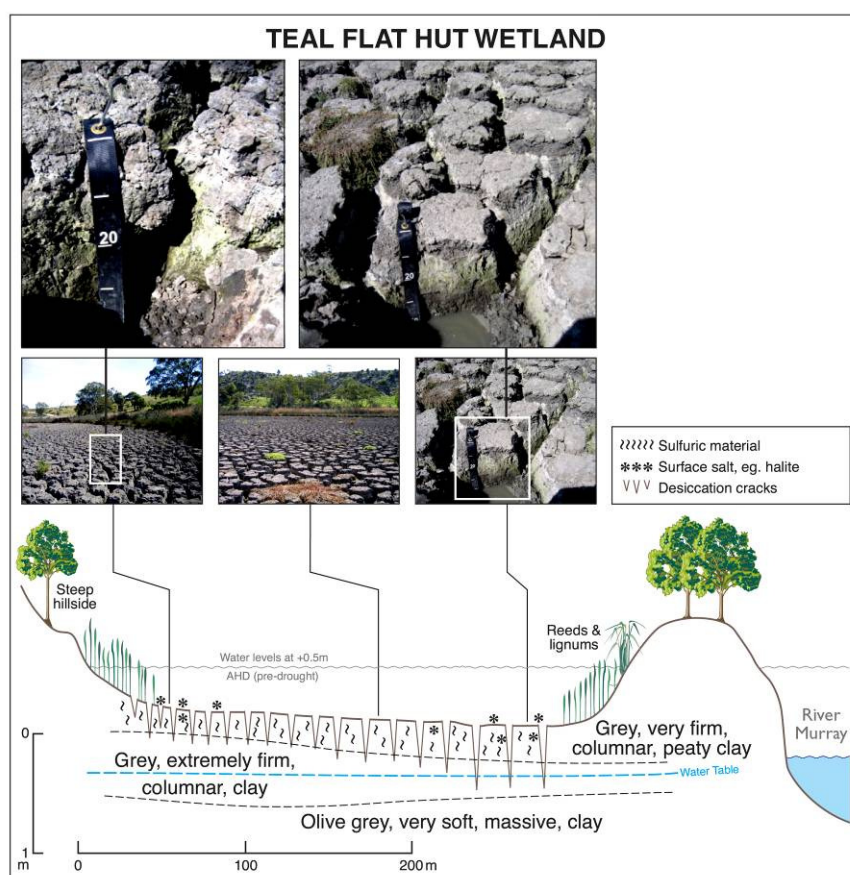 TEAL FLAT HUT WETLAND
20
20
Sulfuric material
*** Surface salt, eg. halite
Desiccation cracks
Steep
hillside
Water levels at +0.5m
AHD (pre-drought)
Reeds &
lignums
0
Grey, very firm,
columnar, peaty clay
River
Murray
Grey, extremely firm,
columnar, clay
Water Table
Olive grey, very soft, massive, clay
1
m
0
100
200 m